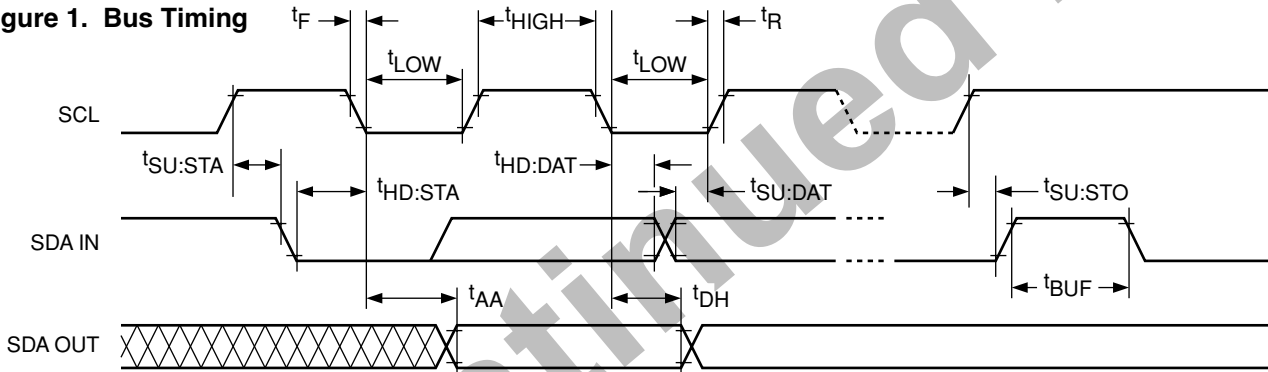 gure 1. Bus Timing
tF
tHIGH
tR
tLOW
tLOW
SCL
tSU:STA
tHD:STA
tHD:DAT
tSU:DAT
tSU:STO
SDA IN
tBUF
tAA
tDH
SDA OUT
tinued